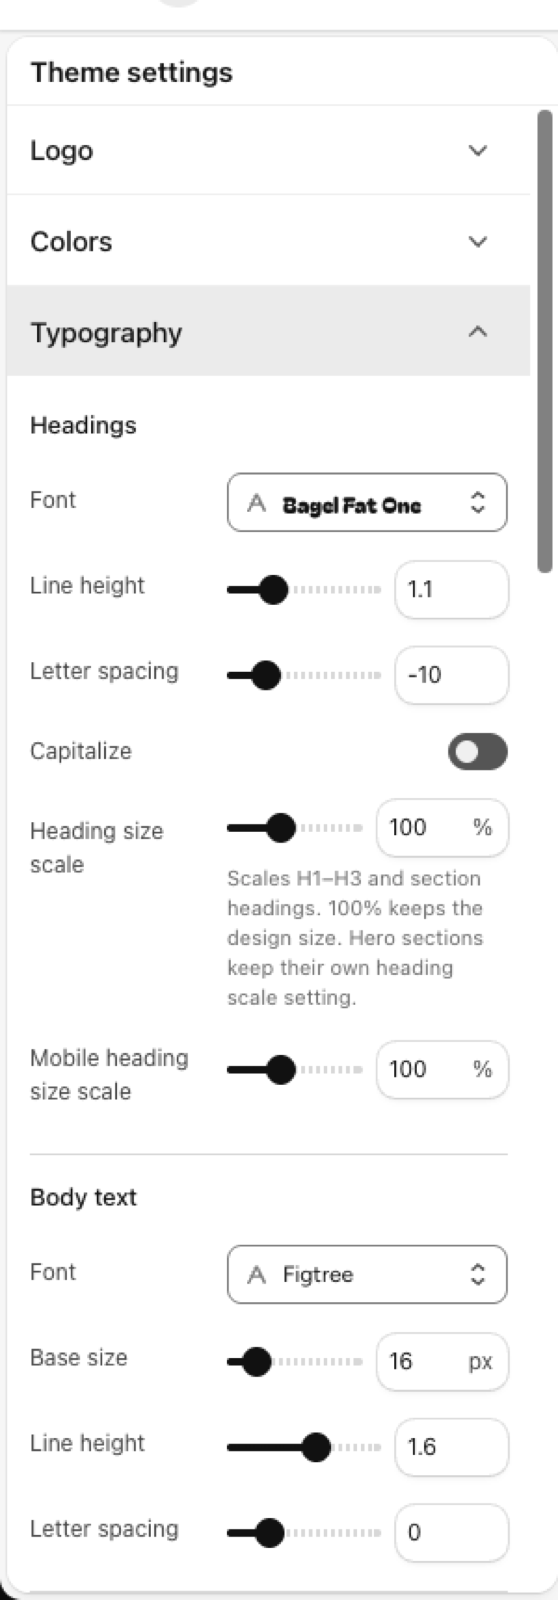 Theme settings
Logo
Colors
Typography
Headings
Font
A Bagel Fat One
Line height
1.1
Letter spacing
-10
Capitalize
Heading size
scale
100 %
Scales H1–H3 and section
headings. 100% keeps the
design size. Hero sections
keep their own heading
scale setting.
Mobile heading
size scale
100 %
Body text
Font
A Figtree
Base size
16 px
Line height
1.6
Letter spacing
0